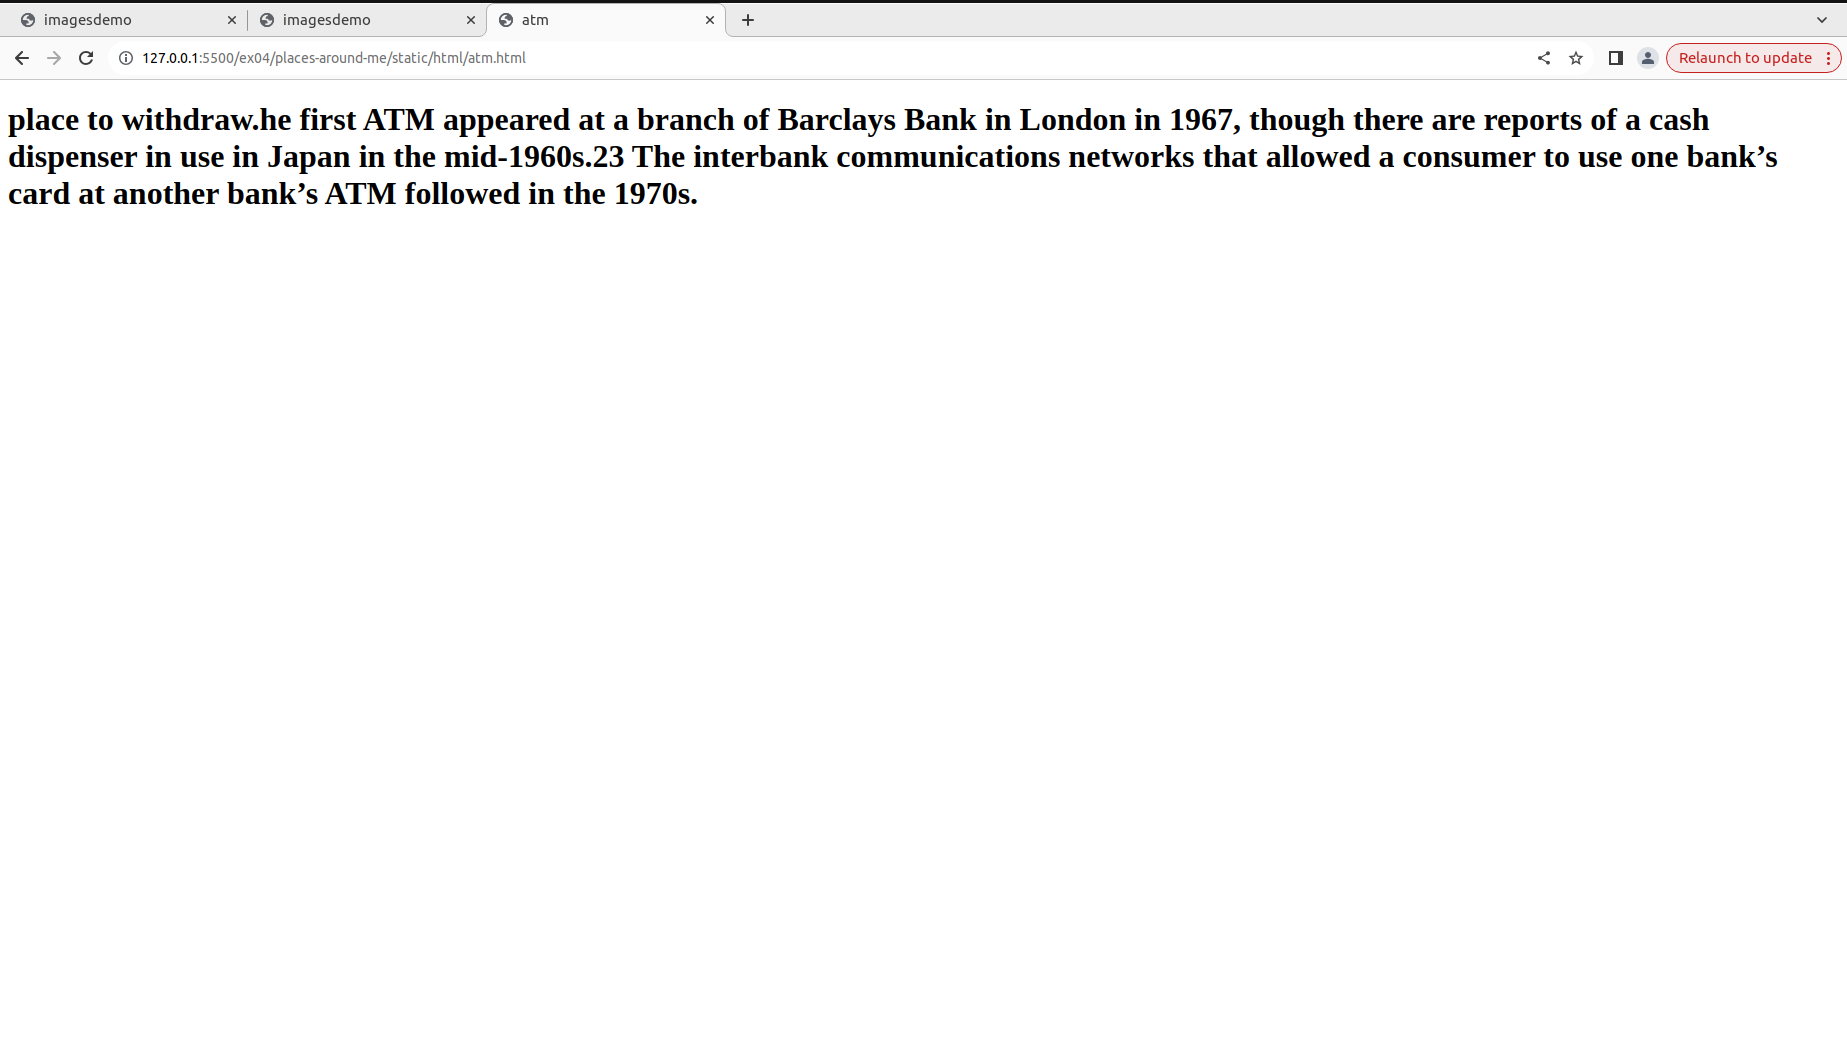 imagesdemo
imagesdemo
atm
127.0.0.1:5500/ex04/places-around-me/static/html/atm.html
Relaunch to update
place to withdraw.he first ATM appeared at a branch of Barclays Bank in London in 1967, though there are reports of a cash
dispenser in use in Japan in the mid-1960s.23 The interbank communications networks that allowed a consumer to use one bank’s
card at another bank’s ATM followed in the 1970s.